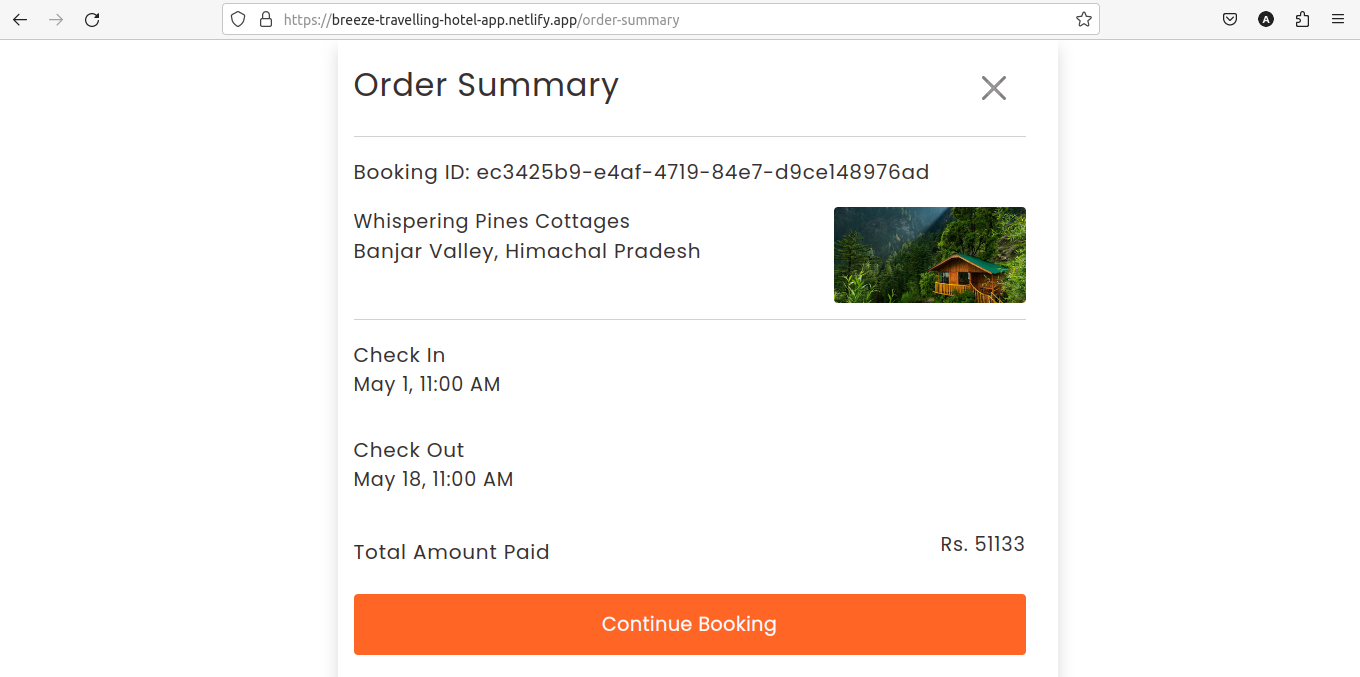 https://breeze-travelling-hotel-app.netlify.app/order-summary
A
Order Summary
Booking ID: ec3425b9-e4af-4719-84e7-d9ce148976ad
Whispering Pines Cottages
Banjar Valley, Himachal Pradesh
Check In
May 1, 11:00 AM
Check Out
May 18, 11:00 AM
Total Amount Paid
Rs. 51133
Continue Booking